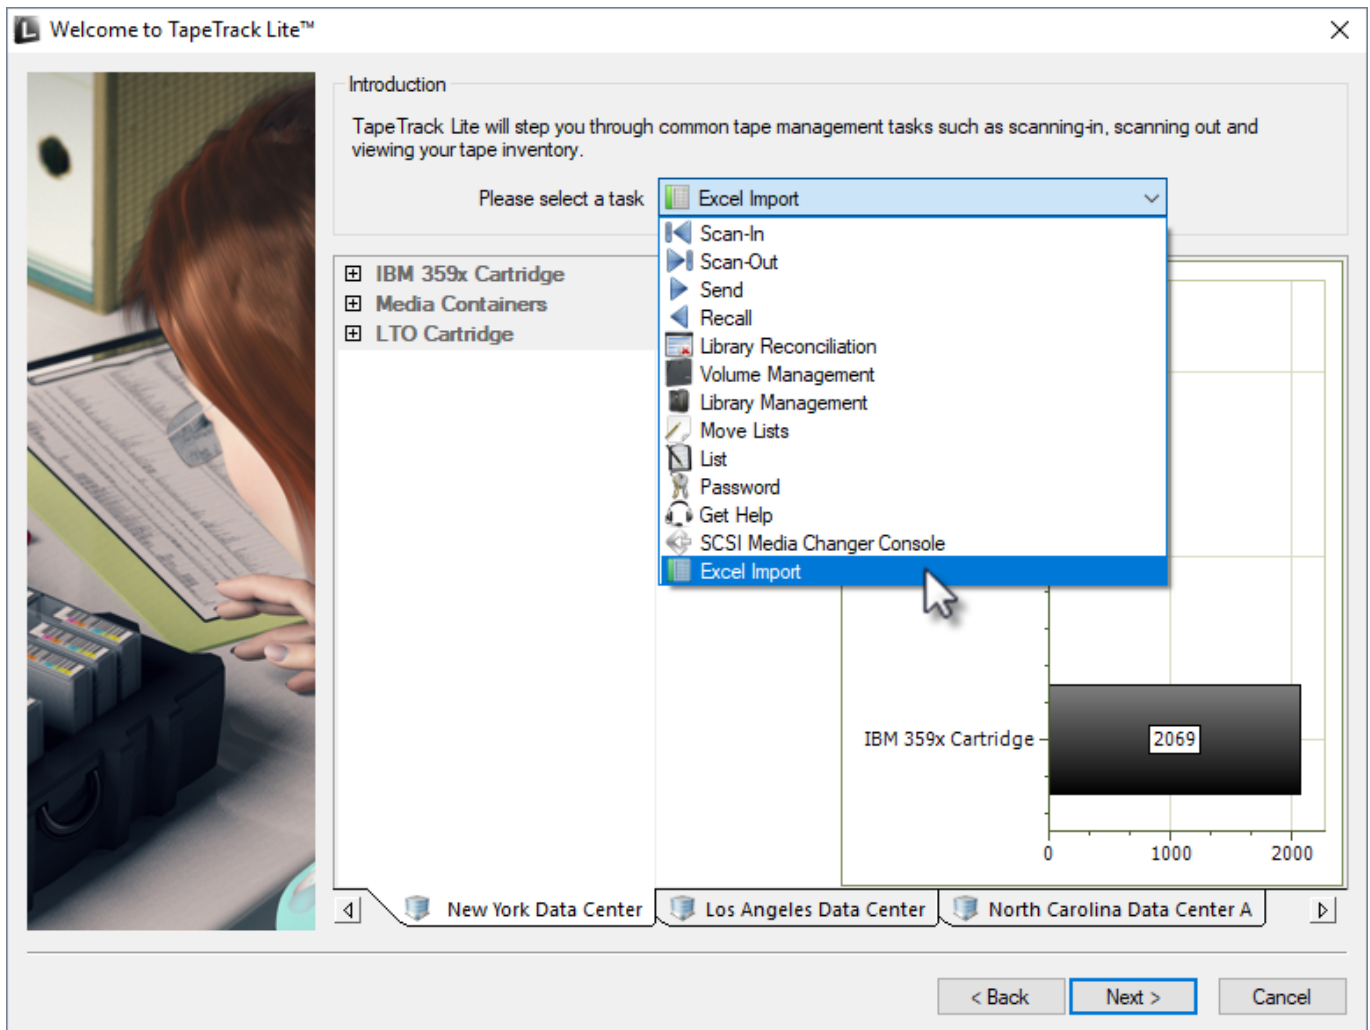 Welcome to TapeTrack Lite™
Introduction
TapeTrack Lite will step you through common tape management tasks such as scanning-in, scanning out and
viewing your tape inventory.
Please select a task
Excel Import
Scan-In
Scan-Out
Send
Recall
Library Reconciliation
Volume Management
Library Management
Move Lists
List
Password
Get Help
SCSI Media Changer Console
Excel Import
IBM 359x Cartridge
Media Containers
LTO Cartridge
IBM 359x Cartridge
2069
0 1000 2000
New York Data Center
Los Angeles Data Center
North Carolina Data Center A
< Back
Next >
Cancel